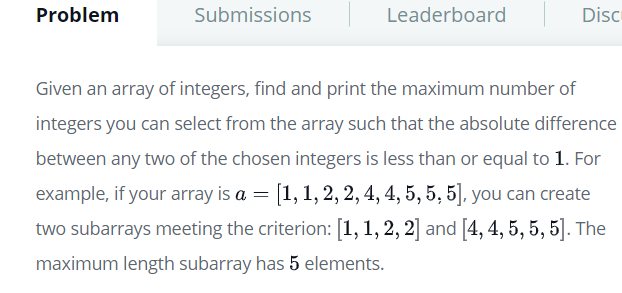 Problem Submissions Leaderboard Disc
Given an array of integers, find and print the maximum number of
integers you can select from the array such that the absolute difference
between any two of the chosen integers is less than or equal to 1. For
example, if your array is a = [1, 1, 2, 2, 4, 4, 5, 5, 5], you can create
two subarrays meeting the criterion: [1, 1, 2, 2] and [4, 4, 5, 5, 5]. The
maximum length subarray has 5 elements.